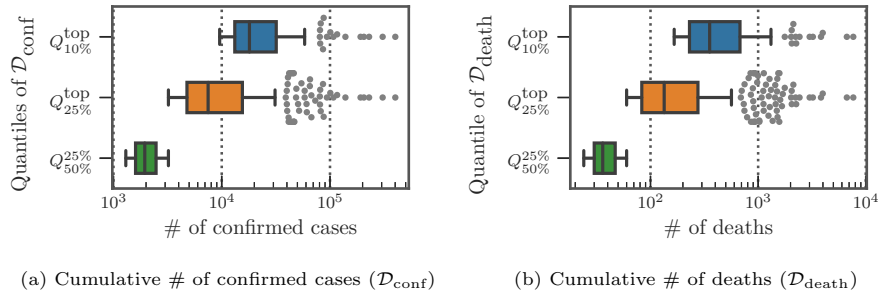 Quantiles of 𝒟conf
Q^top_10%
Q^top_25%
Q^25%_50%
10^3 10^4 10^5
# of confirmed cases
(a) Cumulative # of confirmed cases (𝒟conf)
Quantile of 𝒟death
Q^top_10%
Q^top_25%
Q^25%_50%
10^2 10^3 10^4
# of deaths
(b) Cumulative # of deaths (𝒟death)